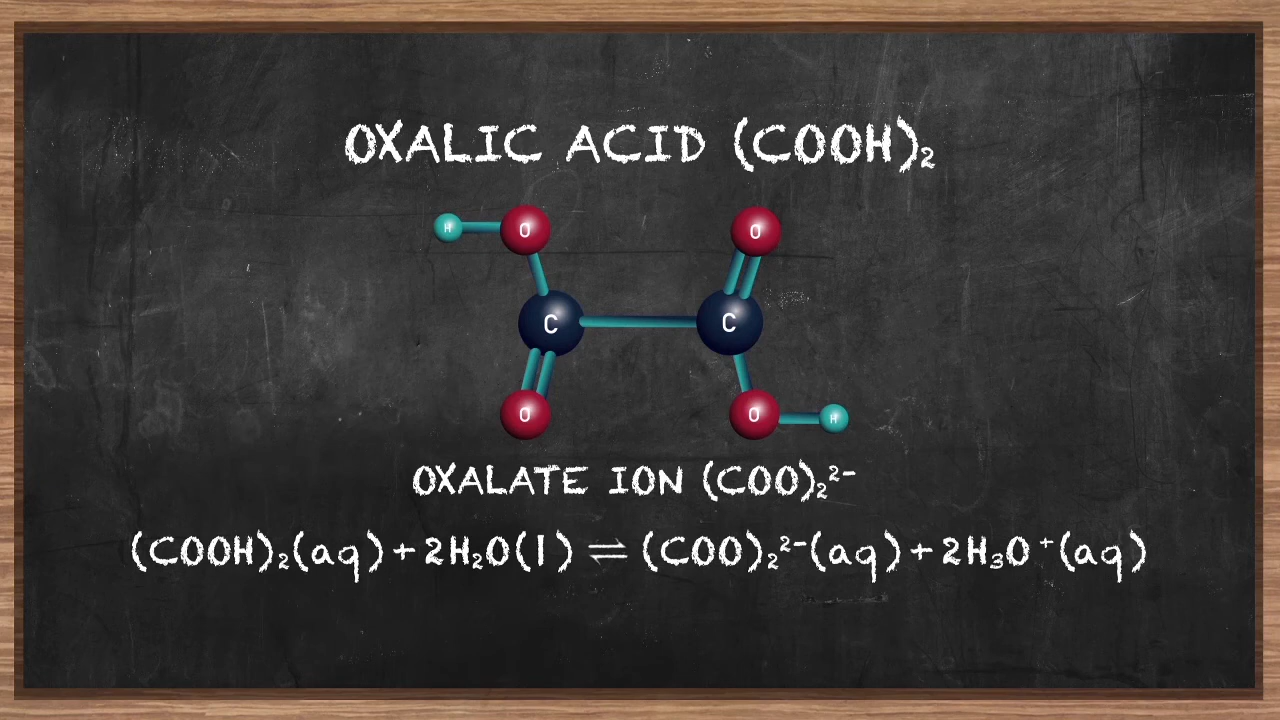 OXALIC ACID (COOH)₂
H O O
C C
O O H
OXALATE ION (COO)₂²⁻
(COOH)₂(aq) + 2H₂O(l) ⇌ (COO)₂²⁻(aq) + 2H₃O⁺(aq)